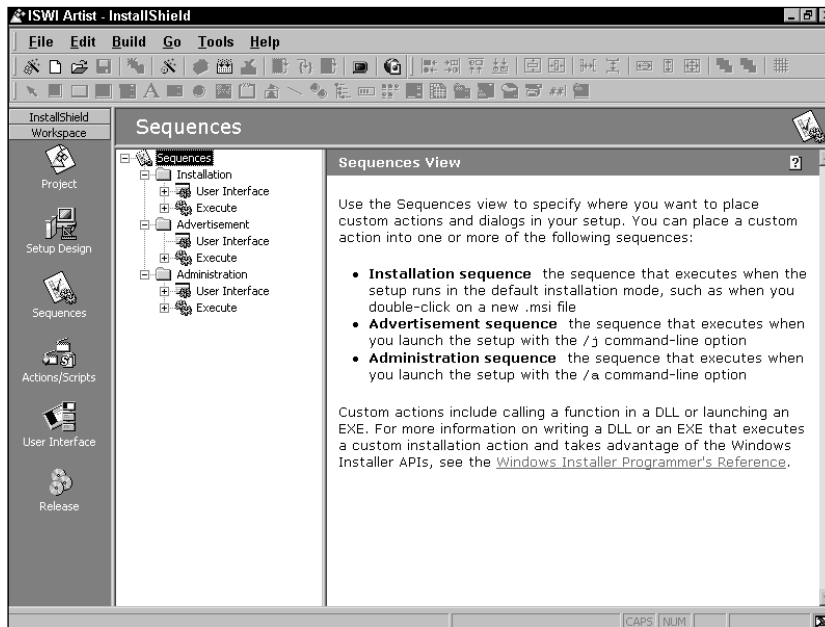 ISWI Artist - InstallShield
File Edit Build Go Tools Help
InstallShield
Workspace
Project
Setup Design
Sequences
Actions/Scripts
User Interface
Release
Sequences
Sequences
Installation
User Interface
Execute
Advertisement
User Interface
Execute
Administration
User Interface
Execute
Sequences View
?
Use the Sequences view to specify where you want to place
custom actions and dialogs in your setup. You can place a custom
action into one or more of the following sequences:
• Installation sequence the sequence that executes when the
setup runs in the default installation mode, such as when you
double-click on a new .msi file
• Advertisement sequence the sequence that executes when
you launch the setup with the /j command-line option
• Administration sequence the sequence that executes when
you launch the setup with the /a command-line option
Custom actions include calling a function in a DLL or launching an
EXE. For more information on writing a DLL or an EXE that executes
a custom installation action and takes advantage of the Windows
Installer APIs, see the Windows Installer Programmer's Reference.
CAPS NUM